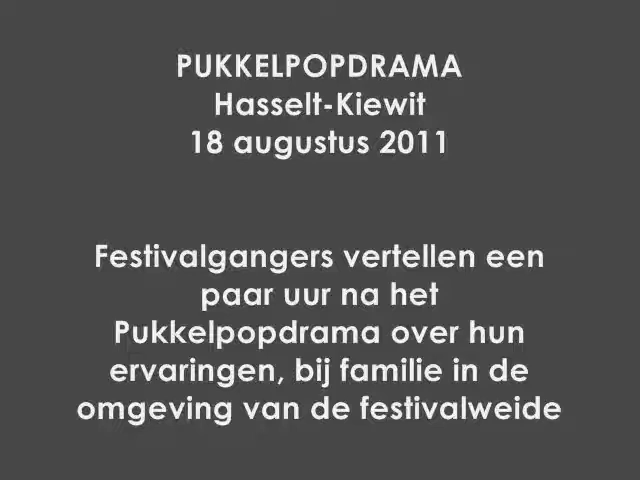 PUKKELPOPDRAMA
Hasselt-Kiewit
18 augustus 2011
Festivalgangers vertellen een
paar uur na het
Pukkelpopdrama over hun
ervaringen, bij familie in de
omgeving van de festivalweide